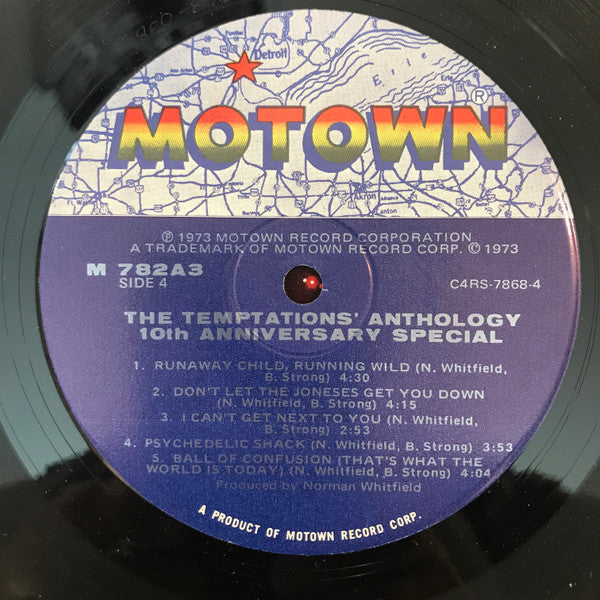 Detroit
Erie
MOTOWN®
Akron
Canton
℗ 1973 MOTOWN RECORD CORPORATION
A TRADEMARK OF MOTOWN RECORD CORP. © 1973
M 782A3
SIDE 4
C4RS-7868-4
THE TEMPTATIONS' ANTHOLOGY
10th ANNIVERSARY SPECIAL
1. RUNAWAY CHILD, RUNNING WILD (N. Whitfield,
B. Strong) 4:30
2. DON'T LET THE JONESES GET YOU DOWN
(N. Whitfield, B. Strong) 4:15
3. I CAN'T GET NEXT TO YOU (N. Whitfield,
B. Strong) 2:53
4. PSYCHEDELIC SHACK (N. Whitfield, B. Strong) 3:53
5. BALL OF CONFUSION (THAT'S WHAT THE
WORLD IS TODAY) (N. Whitfield, B. Strong) 4:04
Produced by Norman Whitfield
A PRODUCT OF MOTOWN RECORD CORP.